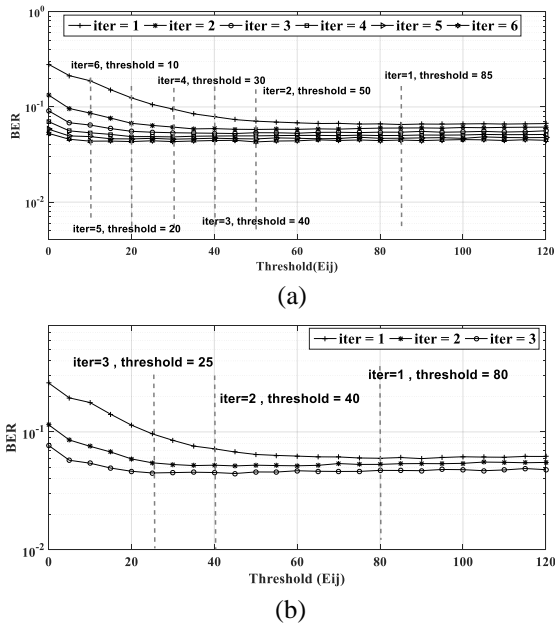 10^0
iter = 1 iter = 2 iter = 3 iter = 4 iter = 5 iter = 6
iter=6, threshold = 10
iter=4, threshold = 30
iter=2, threshold = 50
iter=1, threshold = 85
BER
10^-1
10^-2
iter=5, threshold = 20
iter=3, threshold = 40
0 20 40 60 80 100 120
Threshold(Eij)
(a)
iter = 1 iter = 2 iter = 3
iter=3 , threshold = 25
iter=2 , threshold = 40
iter=1 , threshold = 80
BER
10^-1
10^-2
0 20 40 60 80 100 120
Threshold (Eij)
(b)